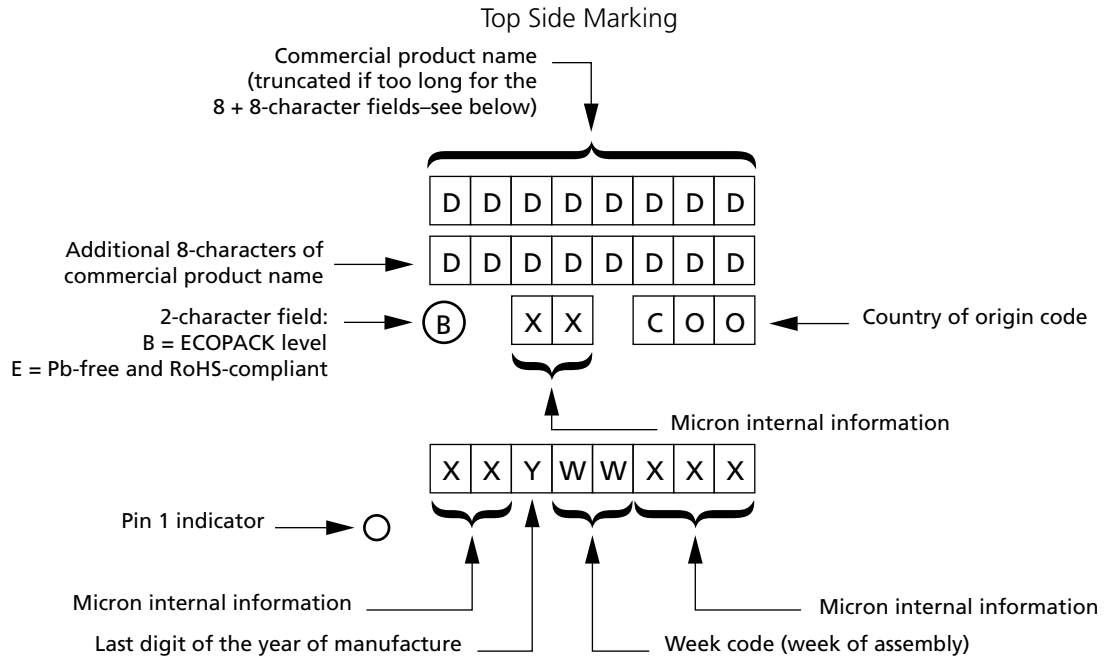 Top Side Marking
Commercial product name
(truncated if too long for the
8 + 8-character fields–see below)
D D D D D D D D
Additional 8-characters of
commercial product name
D D D D D D D D
2-character field:
B = ECOPACK level
E = Pb-free and RoHS-compliant
B
X X
C O O
Country of origin code
Micron internal information
X X Y W W X X X
Pin 1 indicator
Micron internal information
Micron internal information
Last digit of the year of manufacture
Week code (week of assembly)